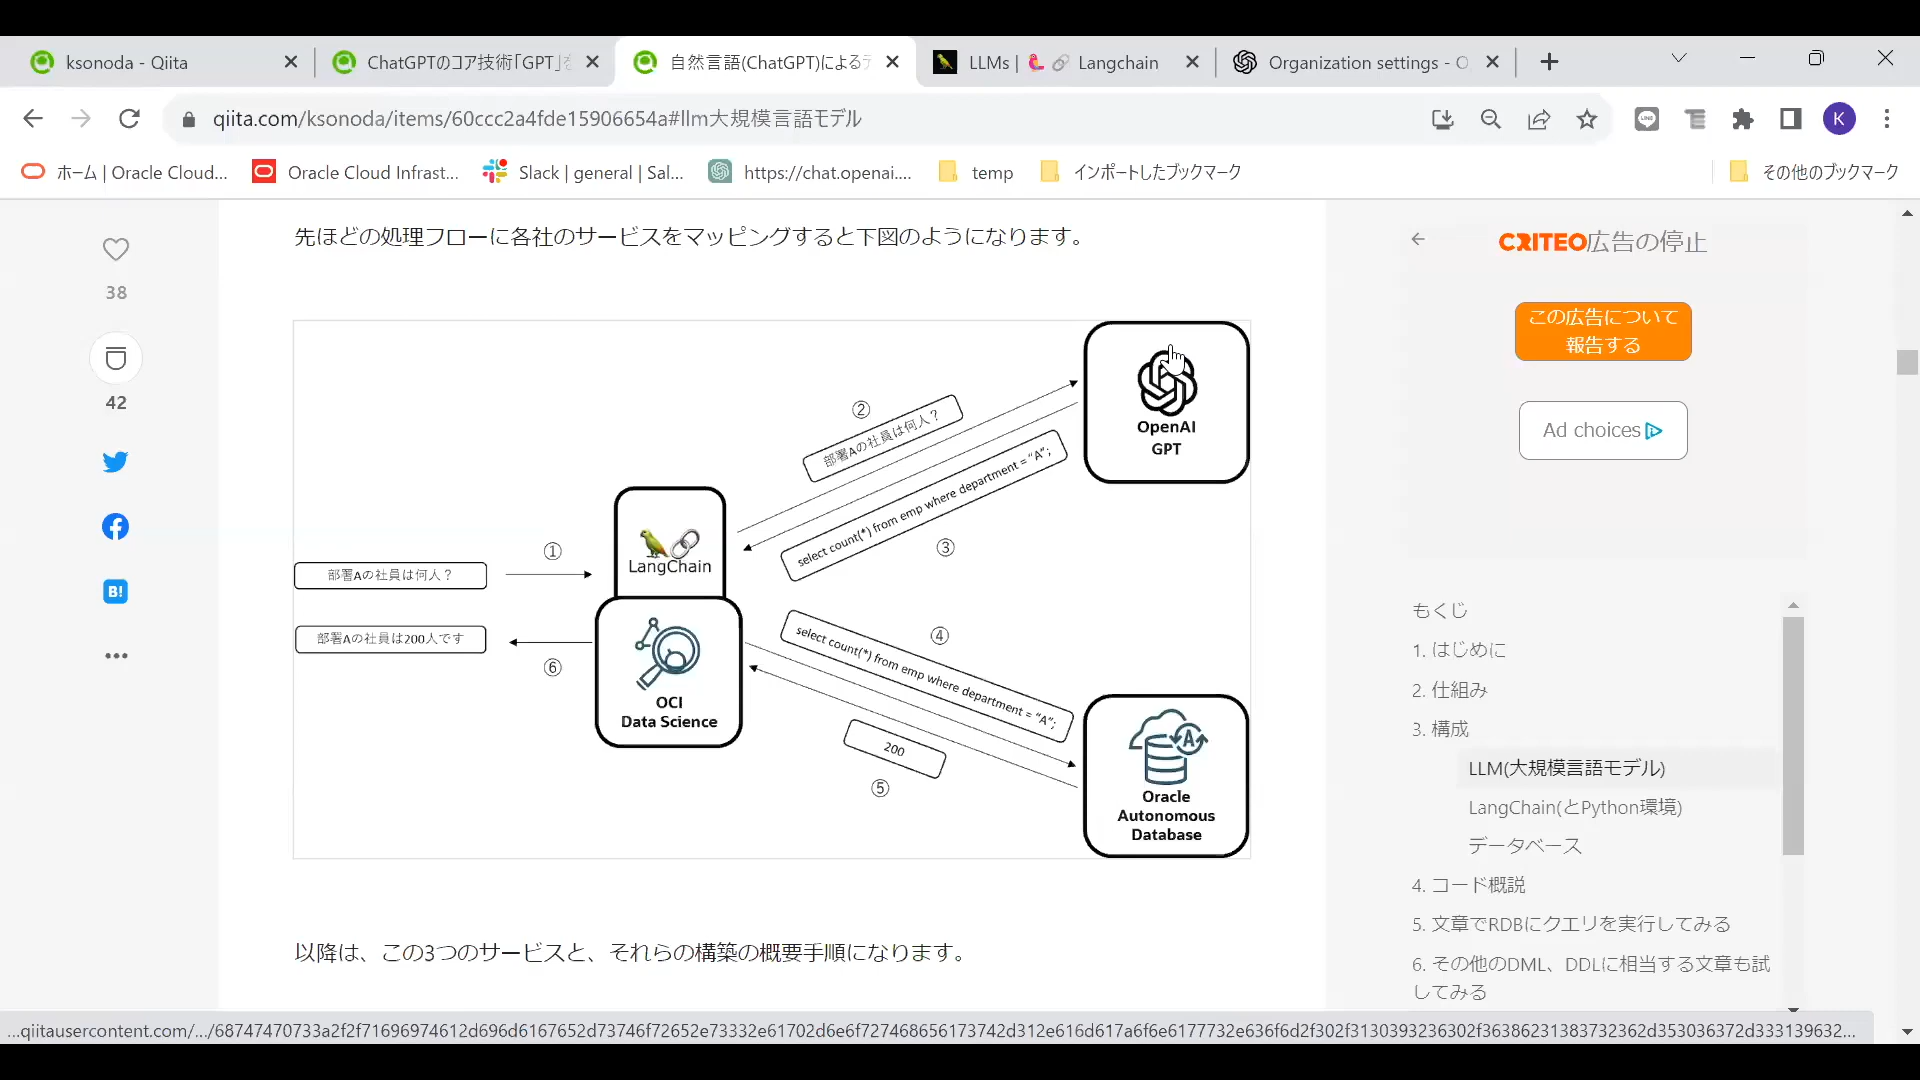 ksonoda - Qiita
ChatGPTのコア技術「GPT」を
自然言語(ChatGPT)によるデ
LLMs | 🦜🔗 Langchain
Organization settings - O
qiita.com/ksonoda/items/60ccc2a4fde15906654a#llm大規模言語モデル
K
ホーム | Oracle Cloud...
Oracle Cloud Infrast...
Slack | general | Sal...
https://chat.openai....
temp
インポートしたブックマーク
その他のブックマーク
38
42
B!
先ほどの処理フローに各社のサービスをマッピングすると下図のようになります。
OpenAI
GPT
②
部署Aの社員は何人？
select count(*) from emp where department = “A”;
③
LangChain
①
部署Aの社員は何人？
部署Aの社員は200人です
⑥
OCI
Data Science
④
select count(*) from emp where department = “A”;
200
⑤
A
Oracle
Autonomous
Database
以降は、この3つのサービスと、それらの構築の概要手順になります。
CRITEO広告の停止
この広告について
報告する
Ad choices
もくじ
1. はじめに
2. 仕組み
3. 構成
LLM(大規模言語モデル)
LangChain(とPython環境)
データベース
4. コード概説
5. 文章でRDBにクエリを実行してみる
6. その他のDML、DDLに相当する文章も試
してみる